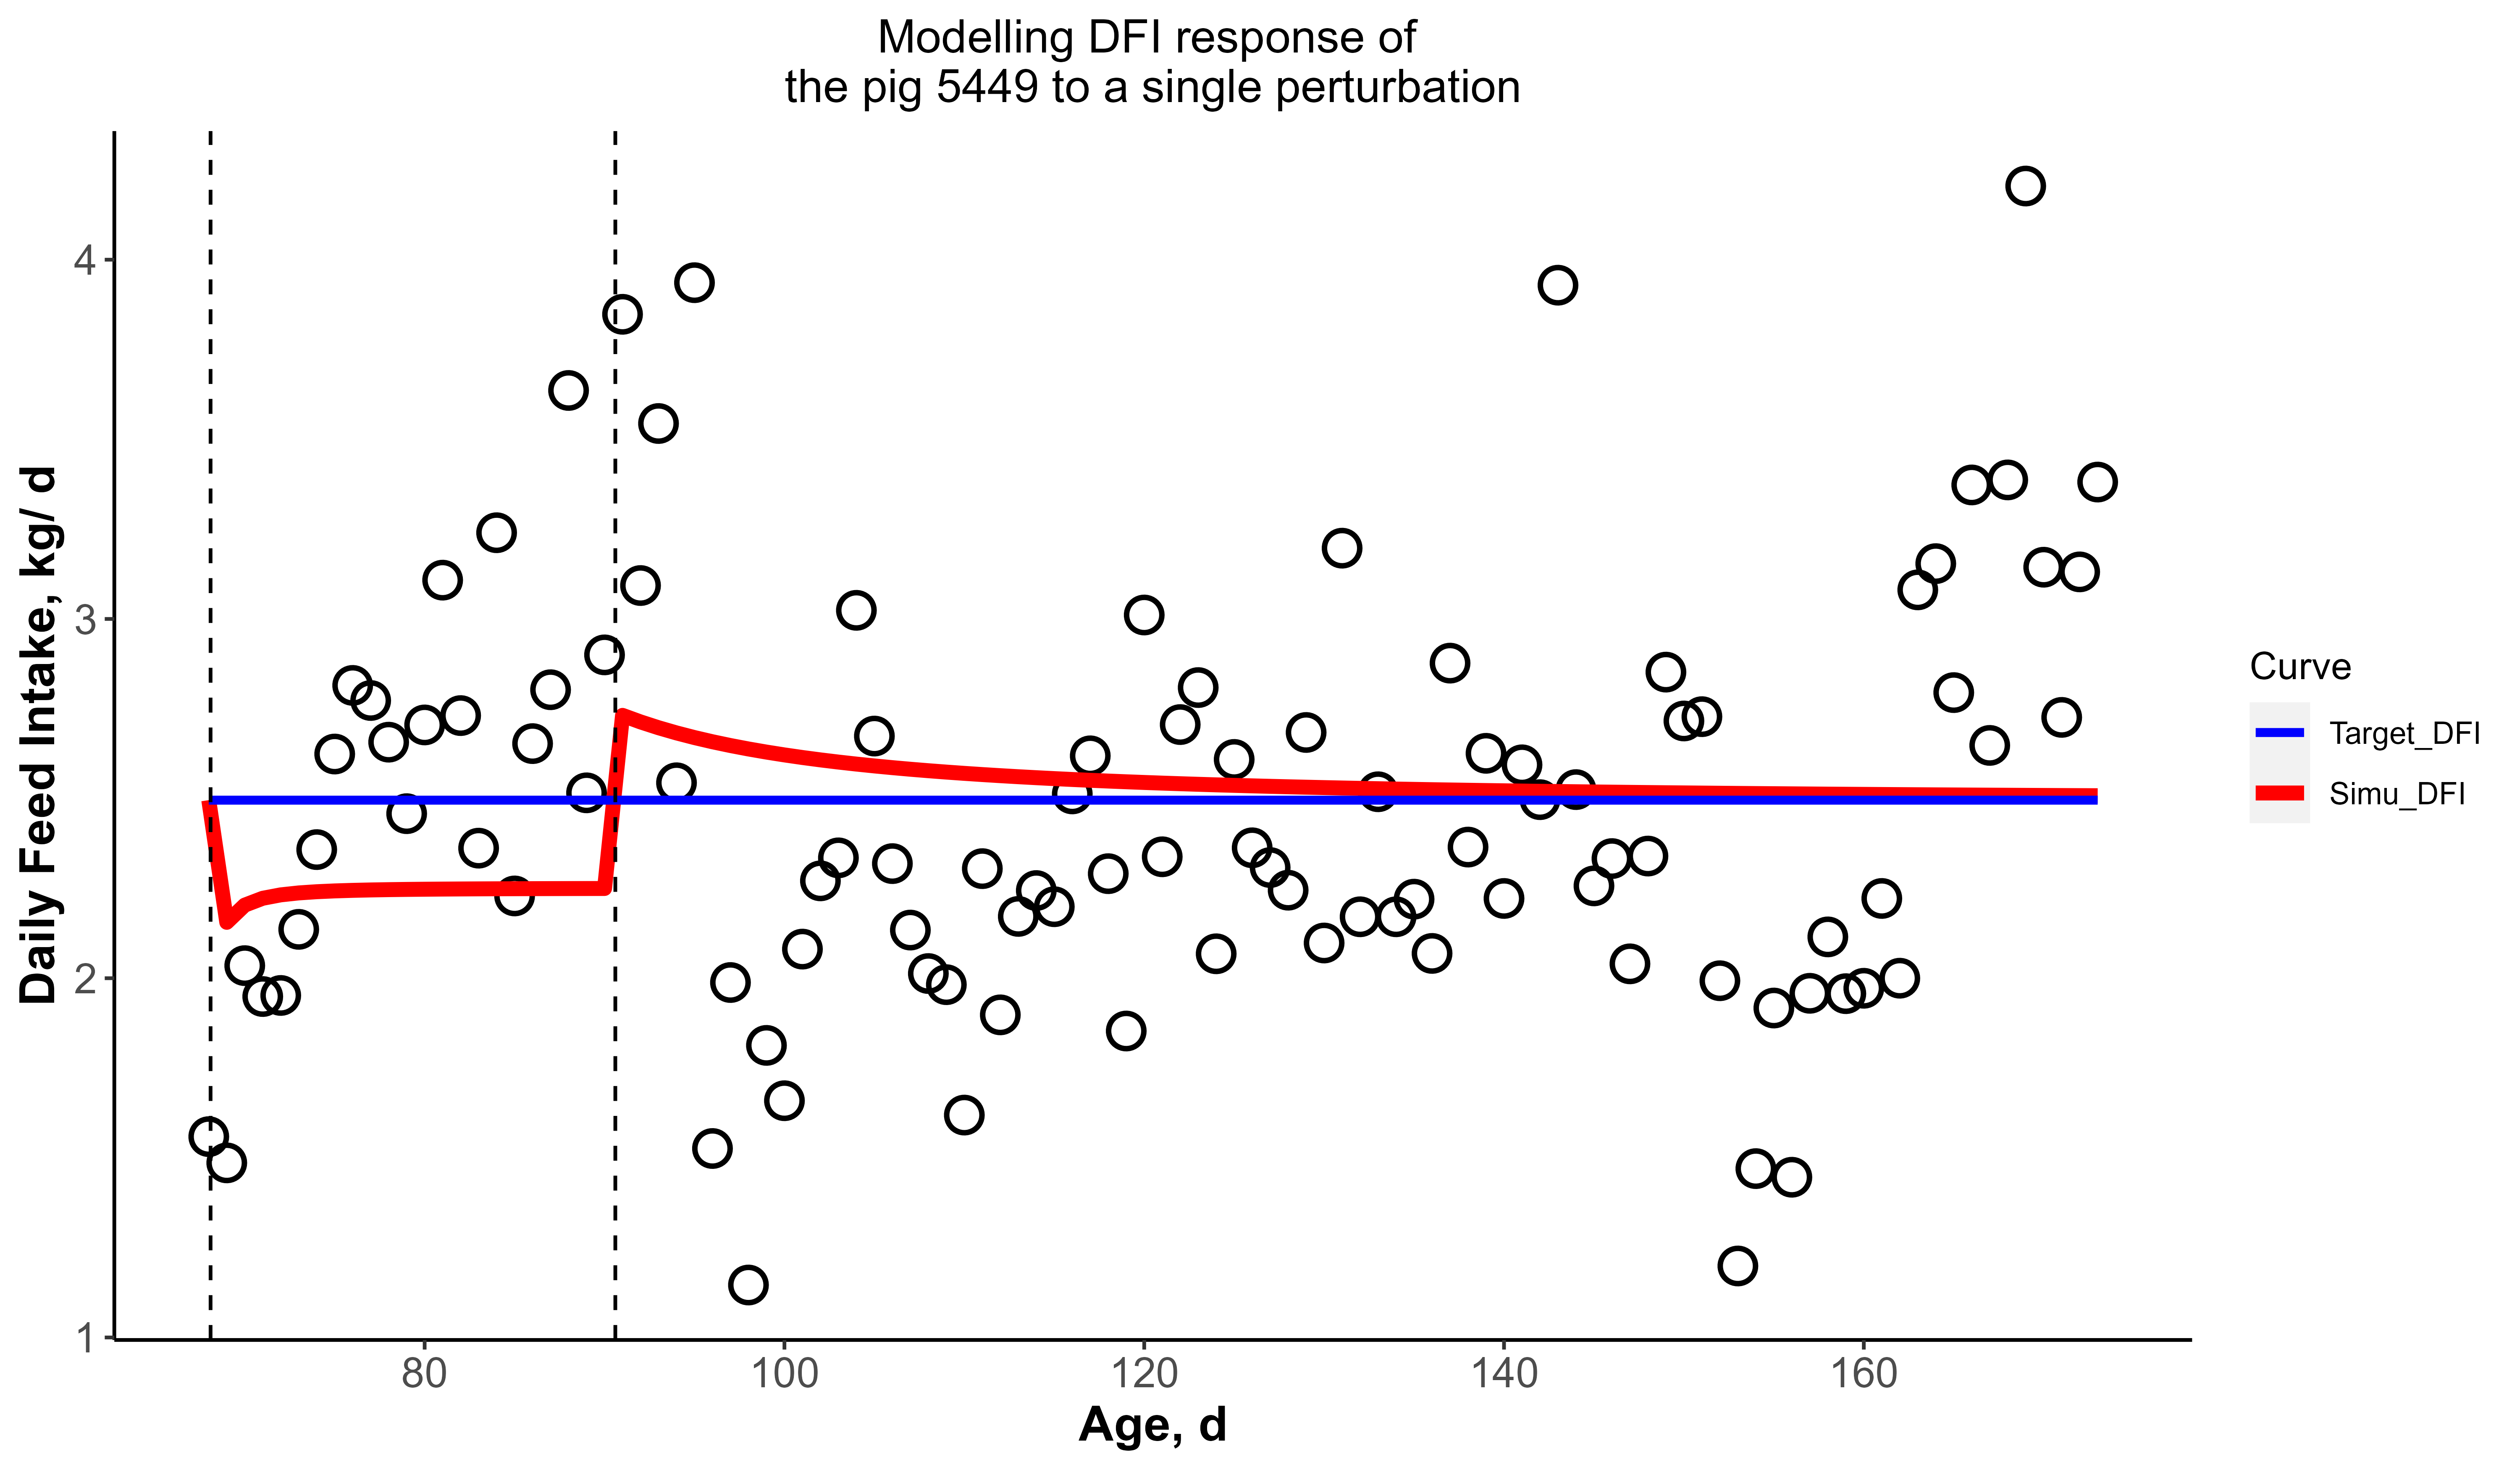 Modelling DFI response of
the pig 5449 to a single perturbation
Daily Feed Intake, kg/ d
4
3
2
1
80
100
120
140
160
Age, d
Curve
Target_DFI
Simu_DFI